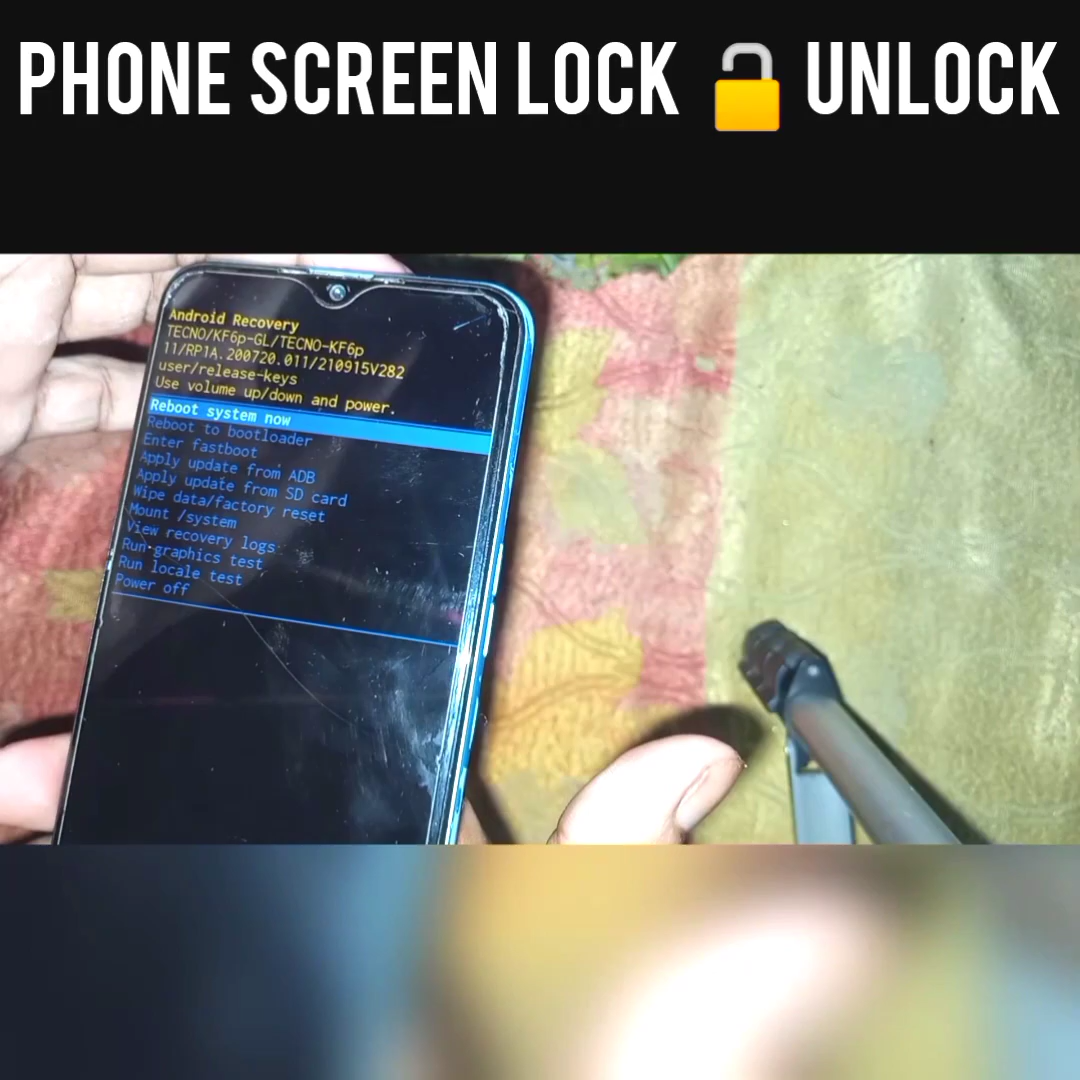 PHONE SCREEN LOCK 🔓 UNLOCK
Android Recovery
TECNO/KF6p-GL/TECNO-KF6p
11/RP1A.200720.011/210915V282
user/release-keys
Use volume up/down and power.
Reboot system now
Reboot to bootloader
Enter fastboot
Apply update from ADB
Apply update from SD card
Wipe data/factory reset
Mount /system
View recovery logs
Run graphics test
Run locale test
Power off